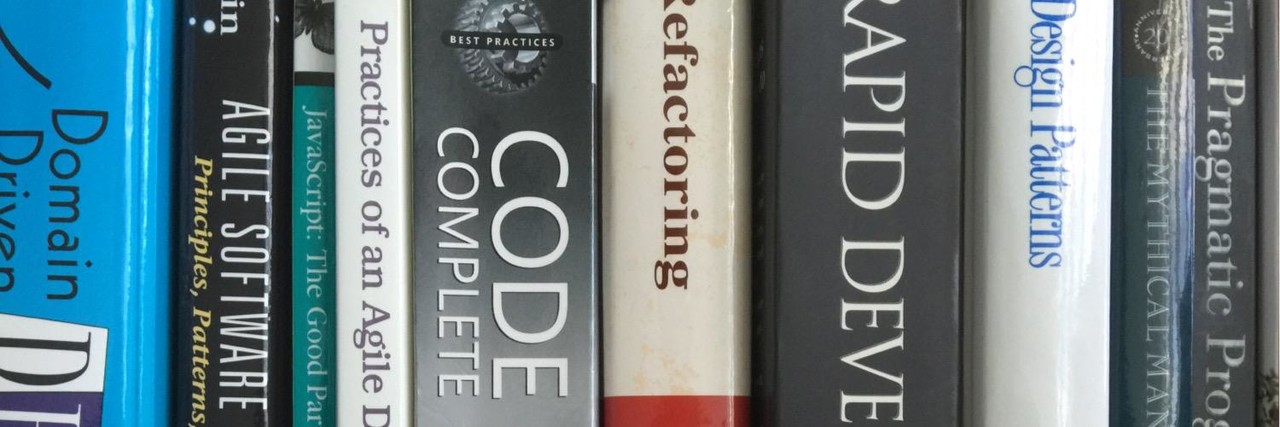 Domain
Driven
in
AGILE SOFTWARE
Principles, Patterns,
JavaScript: The Good Par
Practices of an Agile D
BEST PRACTICES
CODE
COMPLETE
Refactoring
RAPID DEVE
Design Patterns
THE MYTHICAL MAN
The Pragmatic Prog